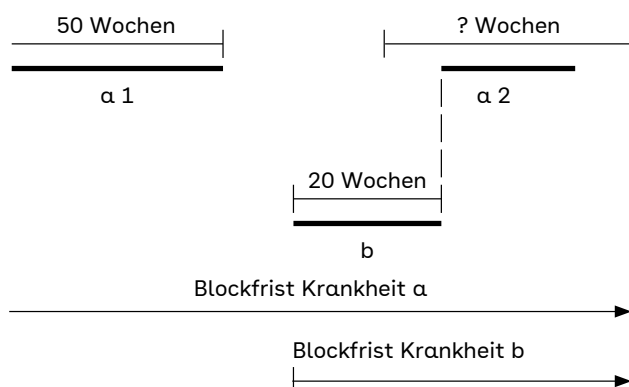 50 Wochen
? Wochen
a 1
a 2
20 Wochen
b
Blockfrist Krankheit a
Blockfrist Krankheit b